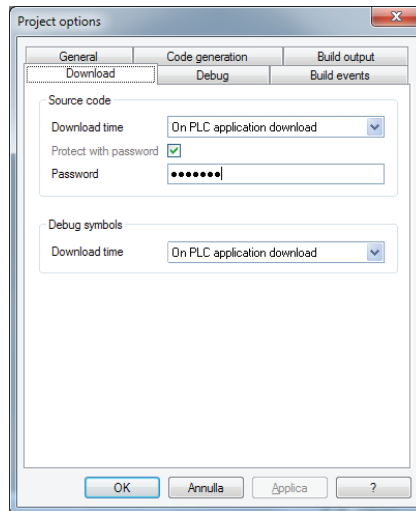 Project options
General Code generation Build output
Download Debug Build events
Source code
Download time On PLC application download
Protect with password
Password •••••••
Debug symbols
Download time On PLC application download
OK Annulla Applica ?